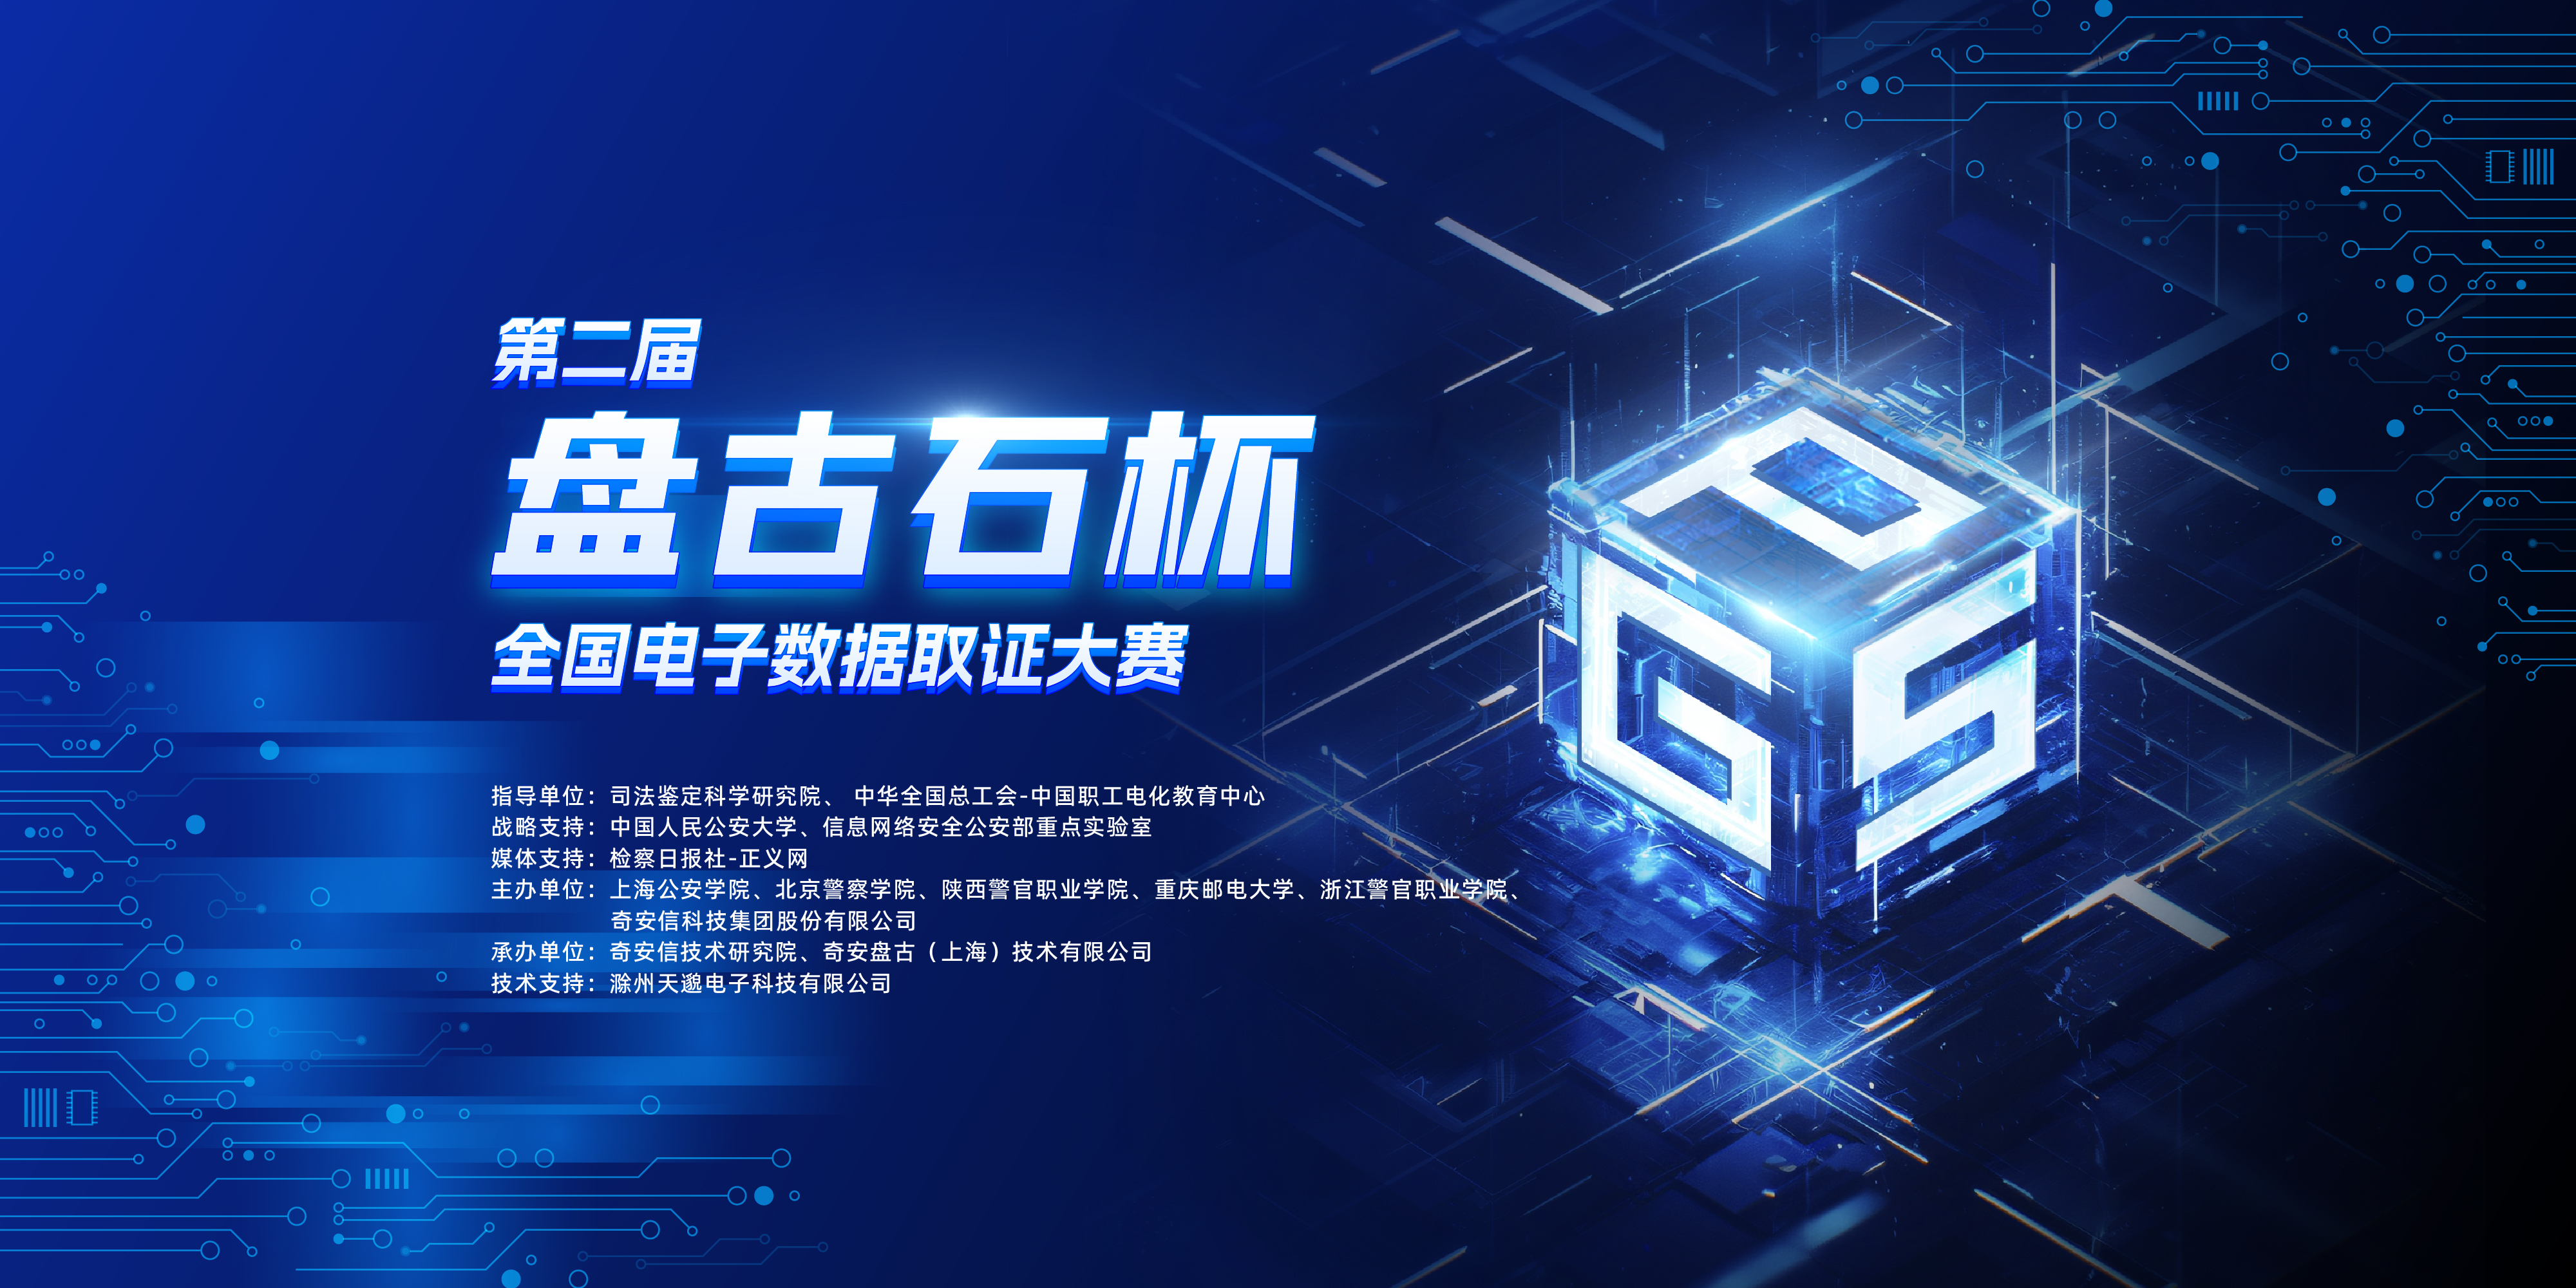 第二届
盘古石杯
全国电子数据取证大赛
指导单位：司法鉴定科学研究院、 中华全国总工会-中国职工电化教育中心
战略支持：中国人民公安大学、信息网络安全公安部重点实验室
媒体支持：检察日报社-正义网
主办单位：上海公安学院、北京警察学院、陕西警官职业学院、重庆邮电大学、浙江警官职业学院、
奇安信科技集团股份有限公司
承办单位：奇安信技术研究院、奇安盘古（上海）技术有限公司
技术支持：滁州天邈电子科技有限公司
P
G S